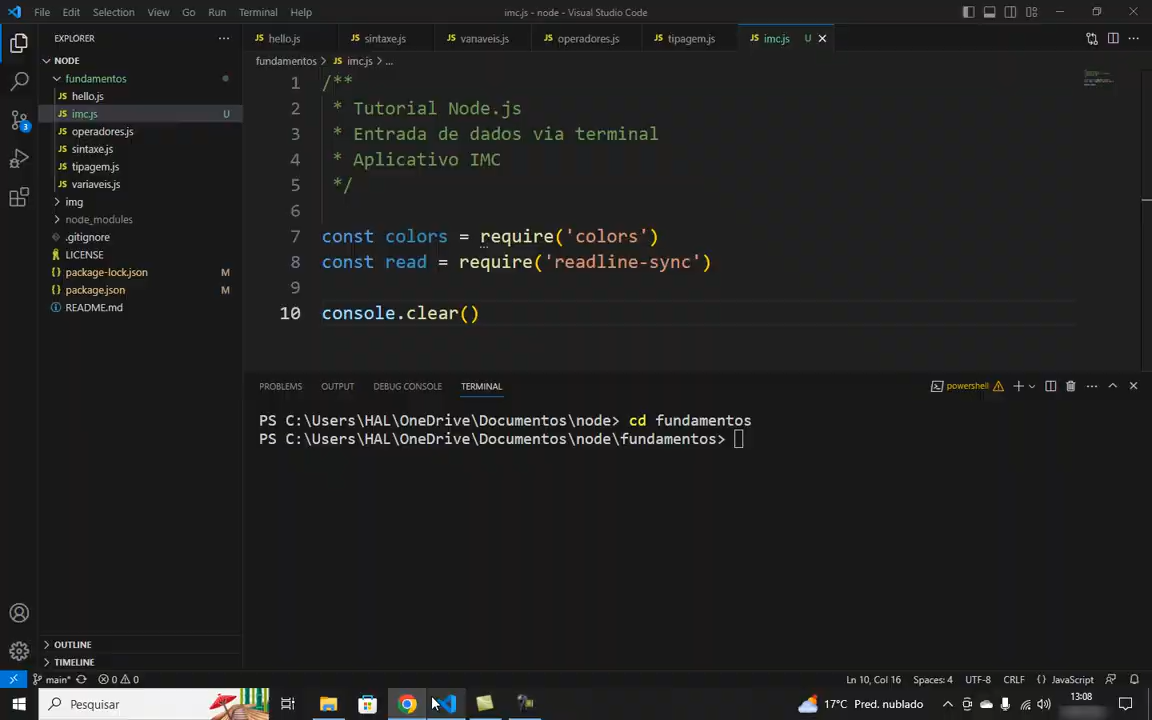 File Edit Selection View Go Run Terminal Help
imc.js - node - Visual Studio Code
EXPLORER
NODE
fundamentos
JS hello.js
JS imc.js U
JS operadores.js
JS sintaxe.js
JS tipagem.js
JS variaveis.js
img
node_modules
.gitignore
LICENSE
package-lock.json M
package.json M
README.md
OUTLINE
TIMELINE
JS hello.js JS sintaxe.js JS variaveis.js JS operadores.js JS tipagem.js JS imc.js U
fundamentos > JS imc.js > ...
1 /**
2 * Tutorial Node.js
3 * Entrada de dados via terminal
4 * Aplicativo IMC
5 */
6
7 const colors = require('colors')
8 const read = require('readline-sync')
9
10 console.clear()
PROBLEMS OUTPUT DEBUG CONSOLE TERMINAL
powershell
PS C:\Users\HAL\OneDrive\Documentos\node> cd fundamentos
PS C:\Users\HAL\OneDrive\Documentos\node\fundamentos>
3
main* 0 0
Ln 10, Col 16 Spaces: 4 UTF-8 CRLF {} JavaScript
Pesquisar
17°C Pred. nublado
13:08